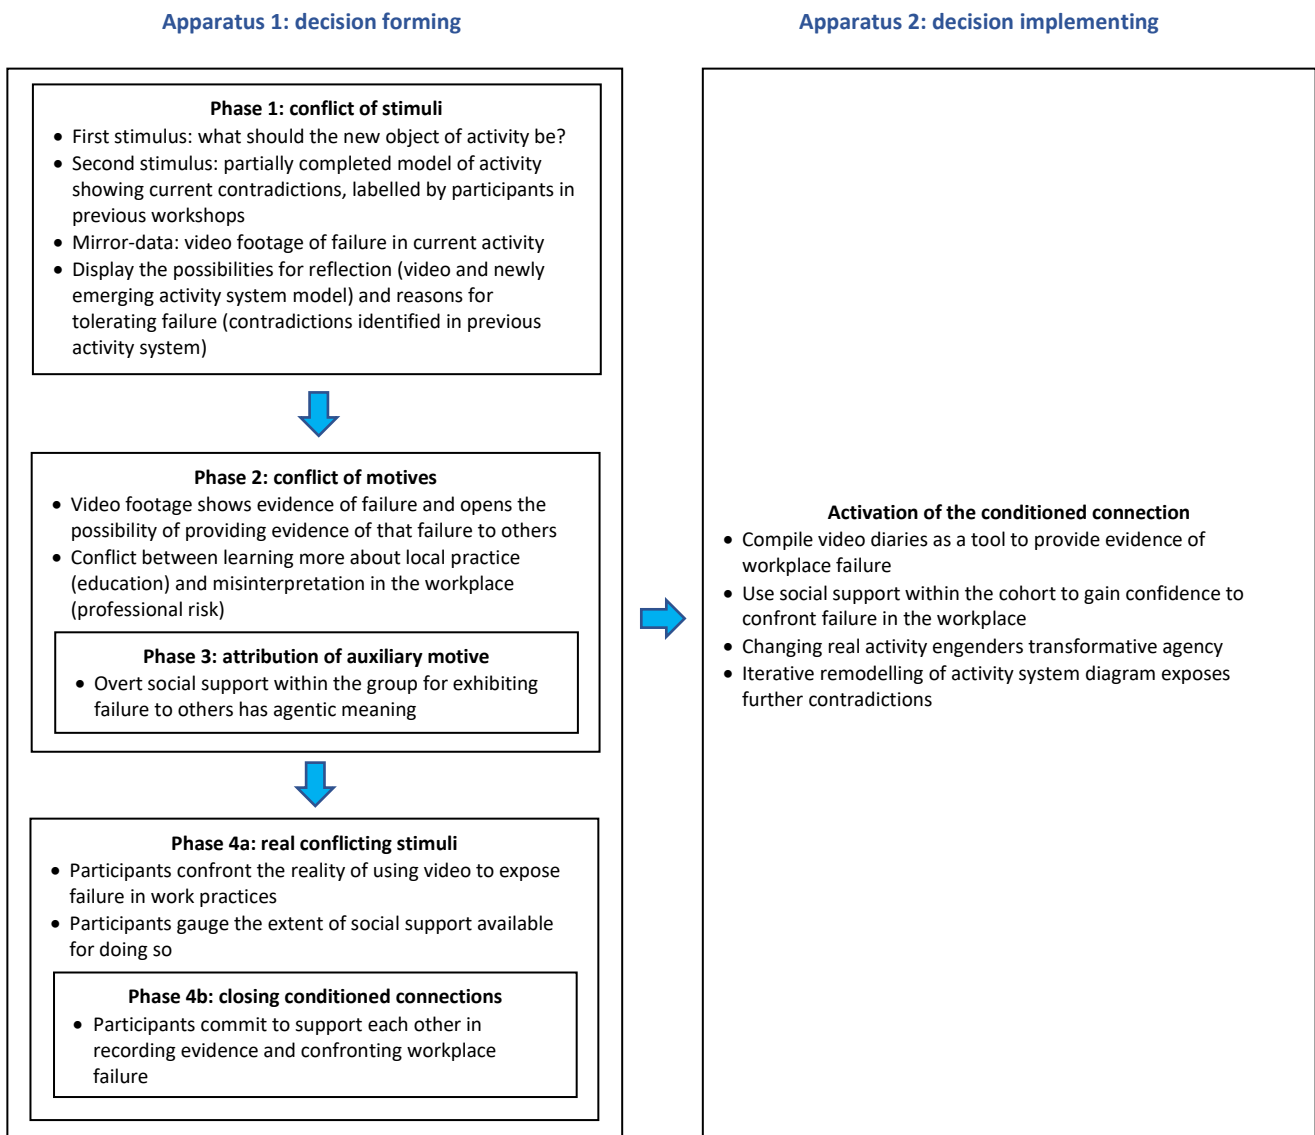 Apparatus 1: decision forming
Apparatus 2: decision implementing
Phase 1: conflict of stimuli
• First stimulus: what should the new object of activity be?
• Second stimulus: partially completed model of activity
showing current contradictions, labelled by participants in
previous workshops
• Mirror-data: video footage of failure in current activity
• Display the possibilities for reflection (video and newly
emerging activity system model) and reasons for
tolerating failure (contradictions identified in previous
activity system)
Phase 2: conflict of motives
• Video footage shows evidence of failure and opens the
possibility of providing evidence of that failure to others
• Conflict between learning more about local practice
(education) and misinterpretation in the workplace
(professional risk)
Phase 3: attribution of auxiliary motive
• Overt social support within the group for exhibiting
failure to others has agentic meaning
Phase 4a: real conflicting stimuli
• Participants confront the reality of using video to expose
failure in work practices
• Participants gauge the extent of social support available
for doing so
Phase 4b: closing conditioned connections
• Participants commit to support each other in
recording evidence and confronting workplace
failure
Activation of the conditioned connection
• Compile video diaries as a tool to provide evidence of
workplace failure
• Use social support within the cohort to gain confidence to
confront failure in the workplace
• Changing real activity engenders transformative agency
• Iterative remodelling of activity system diagram exposes
further contradictions